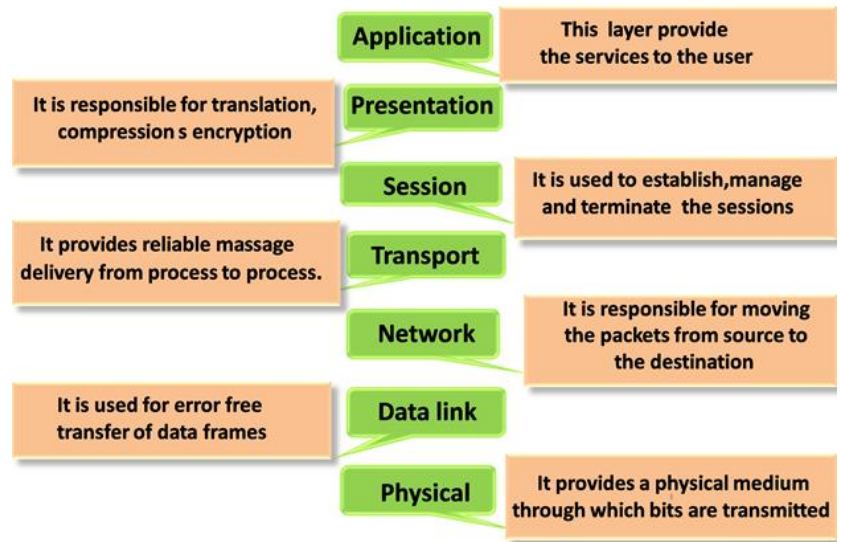 Application
This layer provide
the services to the user
Presentation
It is responsible for translation,
compression s encryption
Session
It is used to establish,manage
and terminate the sessions
Transport
It provides reliable massage
delivery from process to process.
Network
It is responsible for moving
the packets from source to
the destination
Data link
It is used for error free
transfer of data frames
Physical
It provides a physical medium
through which bits are transmitted